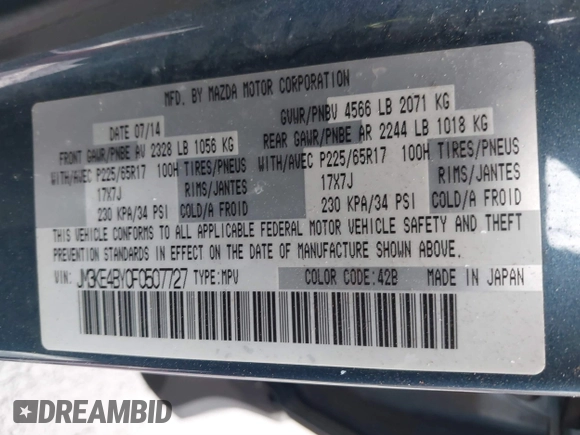 MFD. BY MAZDA MOTOR CORPORATION
DATE 07/14 GVWR/PNBV 4566 LB 2071 KG
FRONT GAWR/PNBE AV 2328 LB 1056 KG REAR GAWR/PNBE AR 2244 LB 1018 KG
WITH/AVEC P225/65R17 100H TIRES/PNEUS WITH/AVEC P225/65R17 100H TIRES/PNEUS
17X7J RIMS/JANTES 17X7J RIMS/JANTES
230 KPA/34 PSI COLD/A FROID 230 KPA/34 PSI COLD/A FROID
THIS VEHICLE CONFORMS TO ALL APPLICABLE FEDERAL MOTOR VEHICLE SAFETY AND THEFT
PREVENTION STANDARDS IN EFFECT ON THE DATE OF MANUFACTURE SHOWN ABOVE.
VIN: JM3KE4BY0F0507727 TYPE:MPV COLOR CODE:42B MADE IN JAPAN
DREAMBID